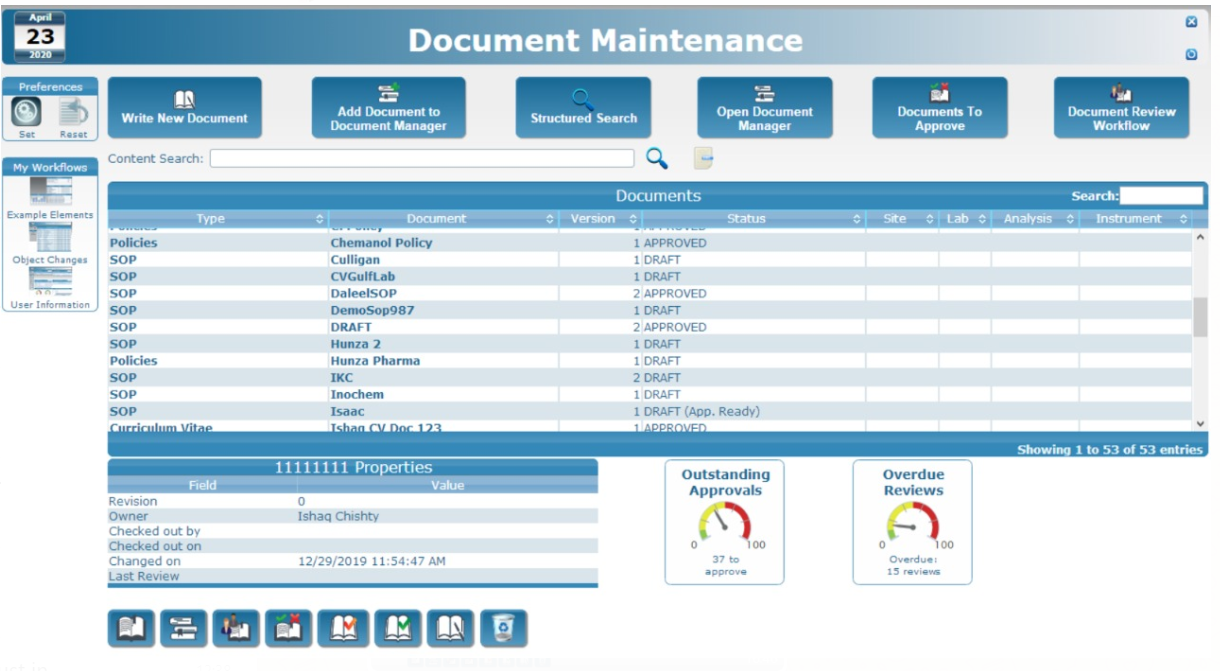 April
23
2020
Document Maintenance
Preferences
Set Reset
My Workflows
Example Elements
Object Changes
User Information
Write New Document
Add Document to
Document Manager
Structured Search
Open Document
Manager
Documents To
Approve
Document Review
Workflow
Content Search:
Documents Search:
Type Document Version Status Site Lab Analysis Instrument
Policies
Policies Chemanol Policy 1 APPROVED
SOP Culligan 1 DRAFT
SOP CVGulfLab 1 DRAFT
SOP DaleelSOP 2 APPROVED
SOP DemoSop987 1 DRAFT
SOP DRAFT 2 APPROVED
SOP Hunza 2 1 DRAFT
Policies Hunza Pharma 1 DRAFT
SOP IKC 2 DRAFT
SOP Inochem 1 DRAFT
SOP Isaac 1 DRAFT (App. Ready)
Curriculum Vitae Ishaq CV Doc 123 1 APPROVED
Showing 1 to 53 of 53 entries
11111111 Properties
Field Value
Revision 0
Owner Ishaq Chishty
Checked out by
Checked out on
Changed on 12/29/2019 11:54:47 AM
Last Review
Outstanding
Approvals
0 100
37 to
approve
Overdue
Reviews
0 100
Overdue:
15 reviews